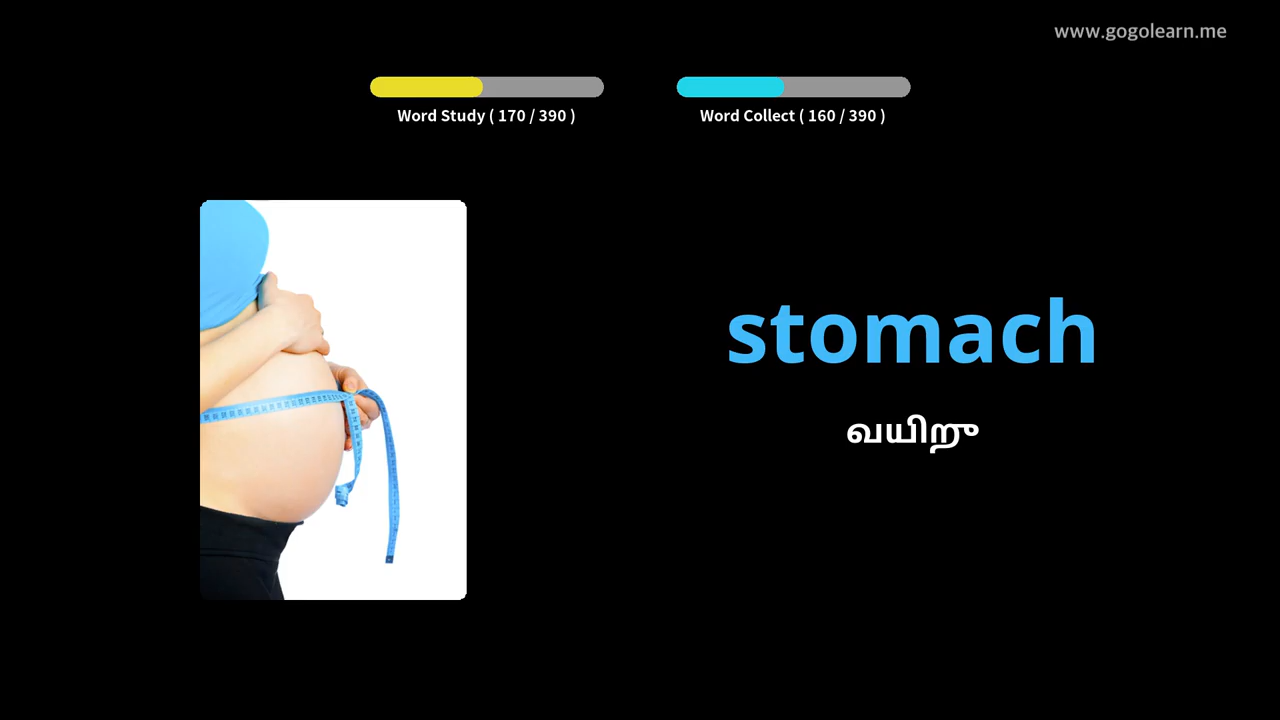 www.gogolearn.me
Word Study ( 170 / 390 )
Word Collect ( 160 / 390 )
stomach
வயிறு